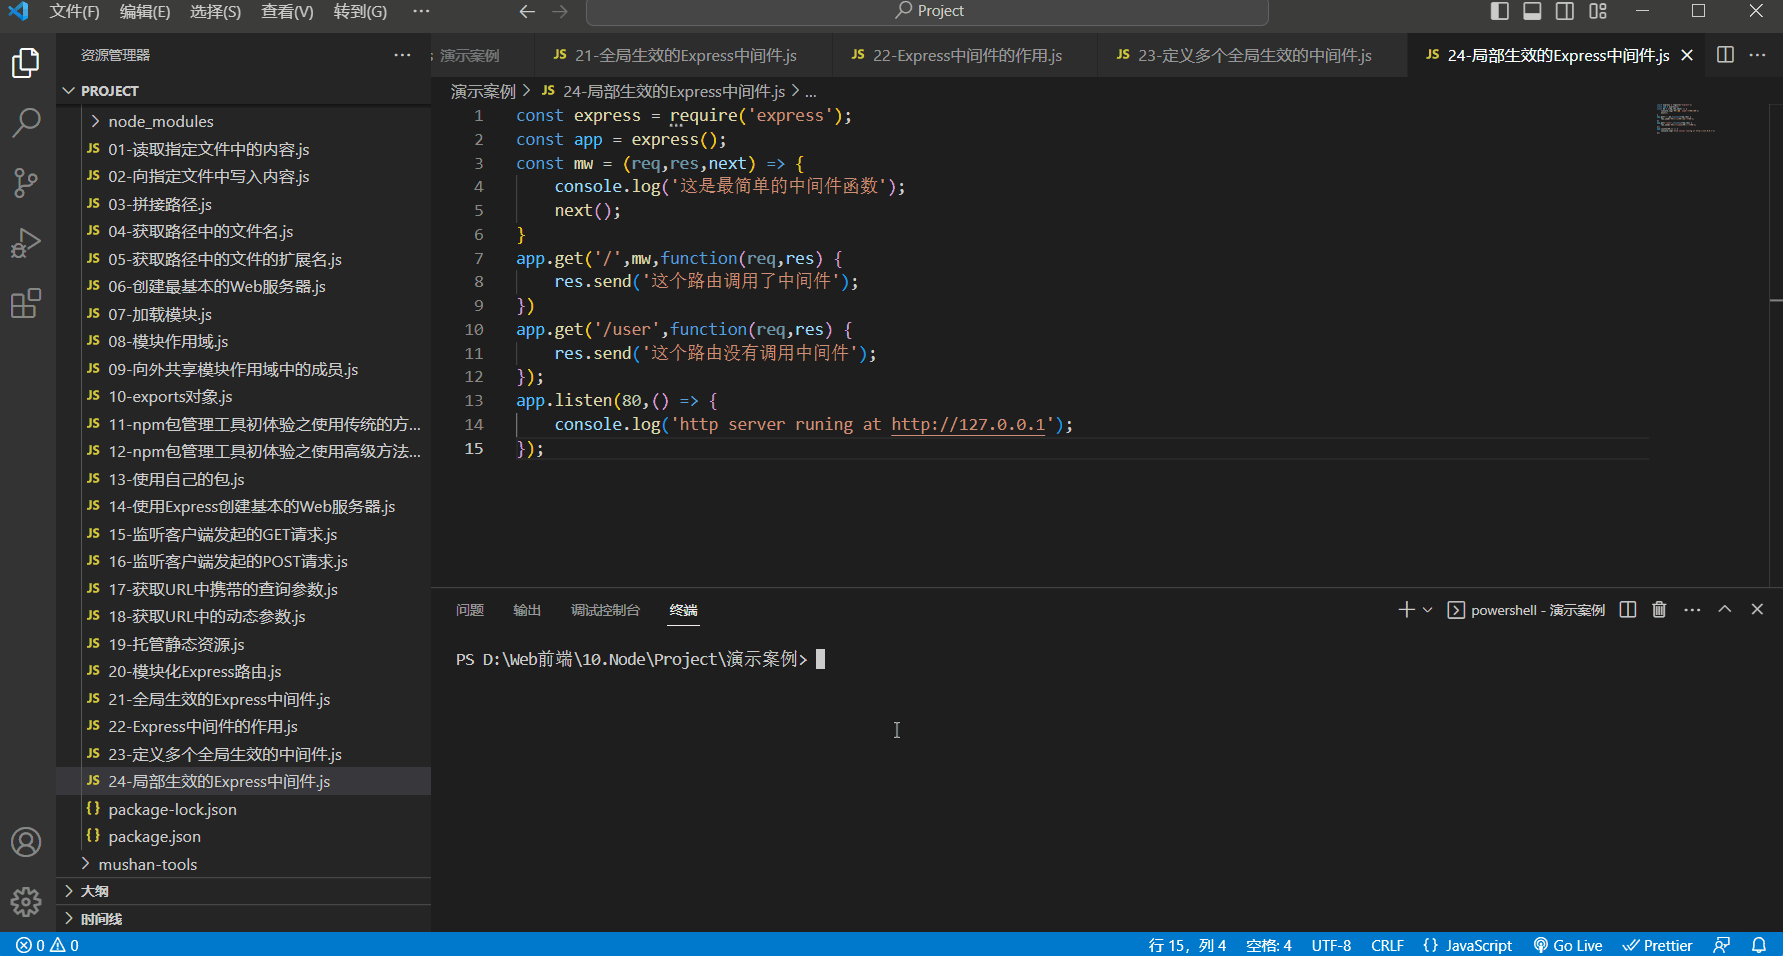 文件(F) 编辑(E) 选择(S) 查看(V) 转到(G) ··· Project
资源管理器 ···
演示案例 JS 21-全局生效的Express中间件.js JS 22-Express中间件的作用.js JS 23-定义多个全局生效的中间件.js JS 24-局部生效的Express中间件.js ···
PROJECT
演示案例 > JS 24-局部生效的Express中间件.js > ...
node_modules
JS 01-读取指定文件中的内容.js
JS 02-向指定文件中写入内容.js
JS 03-拼接路径.js
JS 04-获取路径中的文件名.js
JS 05-获取路径中的文件的扩展名.js
JS 06-创建最基本的Web服务器.js
JS 07-加载模块.js
JS 08-模块作用域.js
JS 09-向外共享模块作用域中的成员.js
JS 10-exports对象.js
JS 11-npm包管理工具初体验之使用传统的方...
JS 12-npm包管理工具初体验之使用高级方法...
JS 13-使用自己的包.js
JS 14-使用Express创建基本的Web服务器.js
JS 15-监听客户端发起的GET请求.js
JS 16-监听客户端发起的POST请求.js
JS 17-获取URL中携带的查询参数.js
JS 18-获取URL中的动态参数.js
JS 19-托管静态资源.js
JS 20-模块化Express路由.js
JS 21-全局生效的Express中间件.js
JS 22-Express中间件的作用.js
JS 23-定义多个全局生效的中间件.js
JS 24-局部生效的Express中间件.js
{} package-lock.json
{} package.json
mushan-tools
大纲
时间线
1 const express = require('express');
2 const app = express();
3 const mw = (req,res,next) => {
4 console.log('这是最简单的中间件函数');
5 next();
6 }
7 app.get('/',mw,function(req,res) {
8 res.send('这个路由调用了中间件');
9 })
10 app.get('/user',function(req,res) {
11 res.send('这个路由没有调用中间件');
12 });
13 app.listen(80,() => {
14 console.log('http server runing at http://127.0.0.1');
15 });
问题 输出 调试控制台 终端 powershell - 演示案例 ···
PS D:\Web前端\10.Node\Project\演示案例>
0 0 行 15，列 4 空格: 4 UTF-8 CRLF {} JavaScript Go Live Prettier